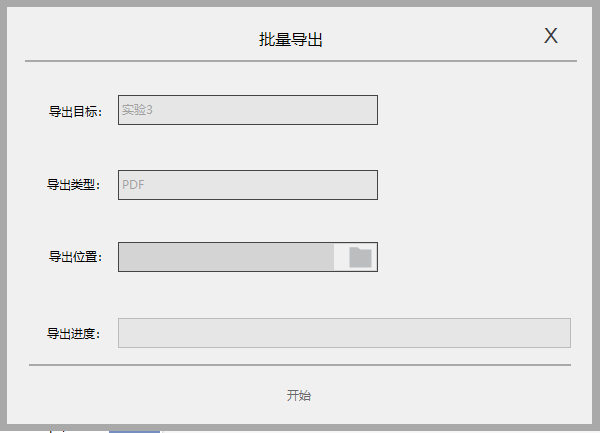 批量导出 X
导出目标： 实验3
导出类型： PDF
导出位置：
导出进度：
开始